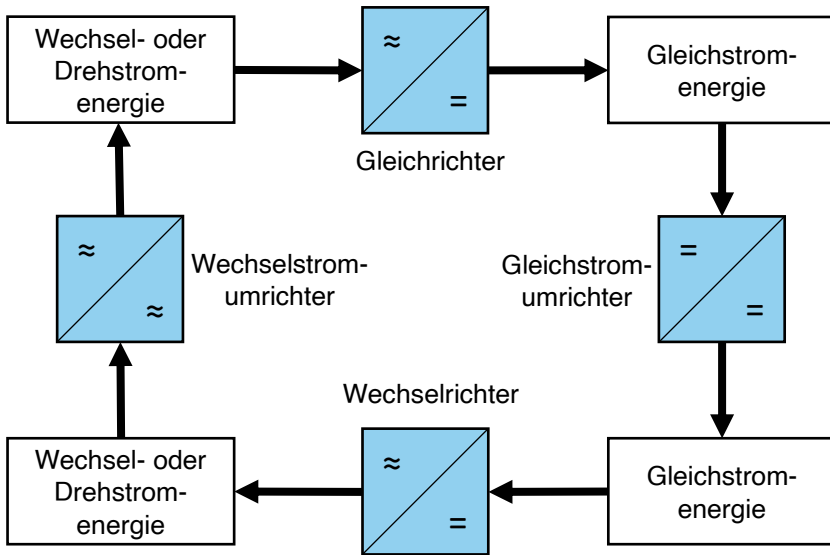 Wechsel- oder
Drehstrom-
energie
≈
=
Gleichrichter
Gleichstrom-
energie
≈
≈
Wechselstrom-
umrichter
Gleichstrom-
umrichter
=
=
Wechselrichter
Wechsel- oder
Drehstrom-
energie
≈
=
Gleichstrom-
energie